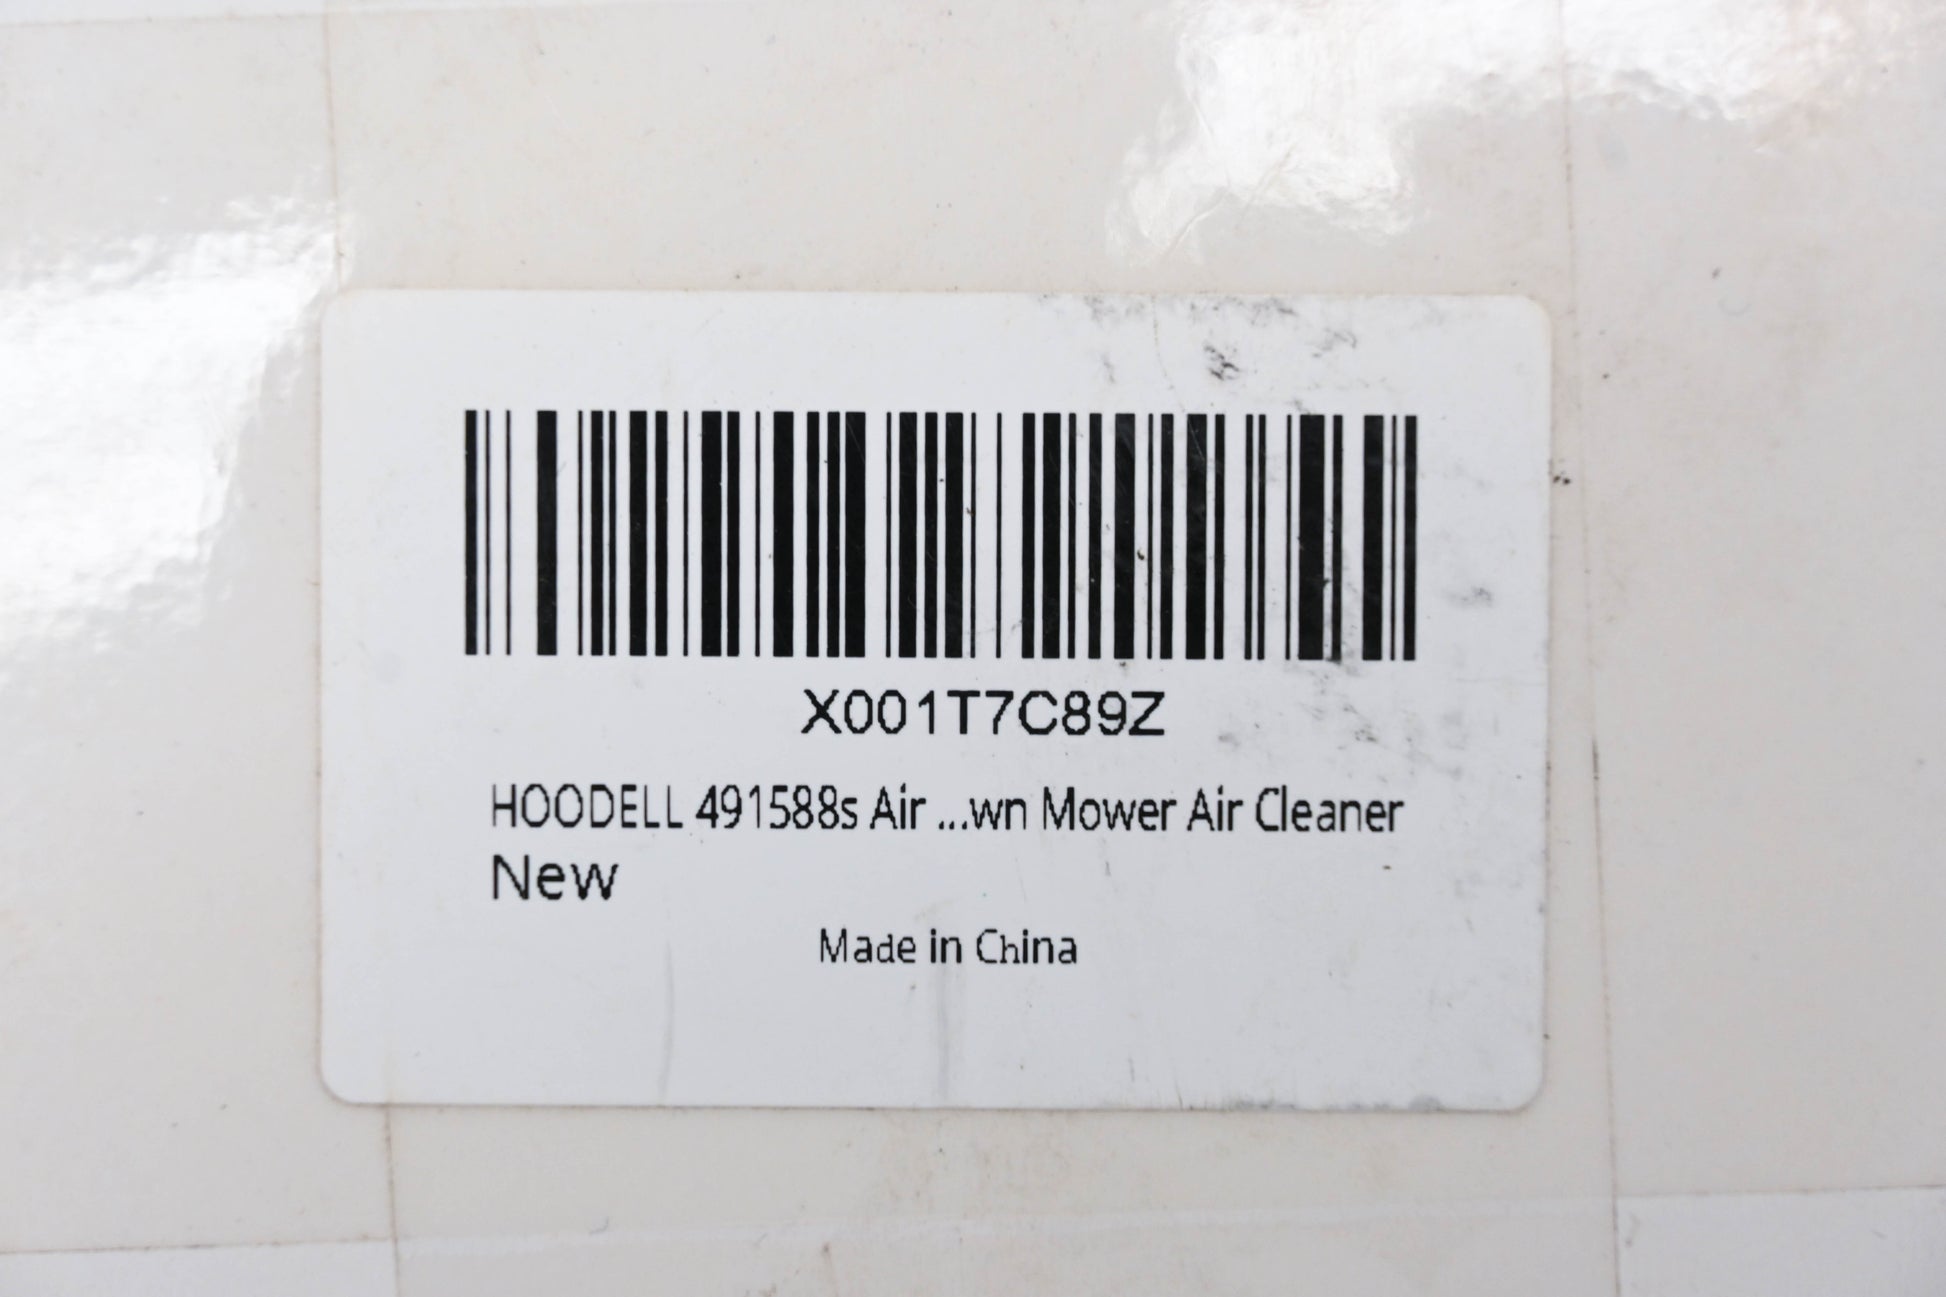 X001T7C89Z
HOODELL 491588s Air ...wn Mower Air Cleaner
New
Made in China